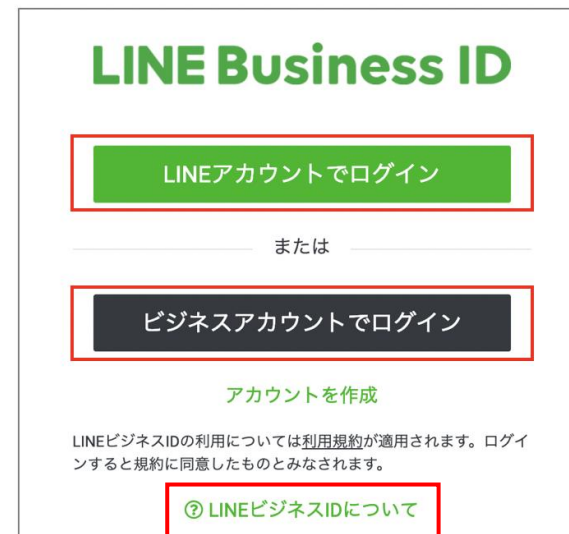 LINE Business ID
LINEアカウントでログイン
または
ビジネスアカウントでログイン
アカウントを作成
LINEビジネスIDの利用については利用規約が適用されます。ログイ
ンすると規約に同意したものとみなされます。
? LINEビジネスIDについて